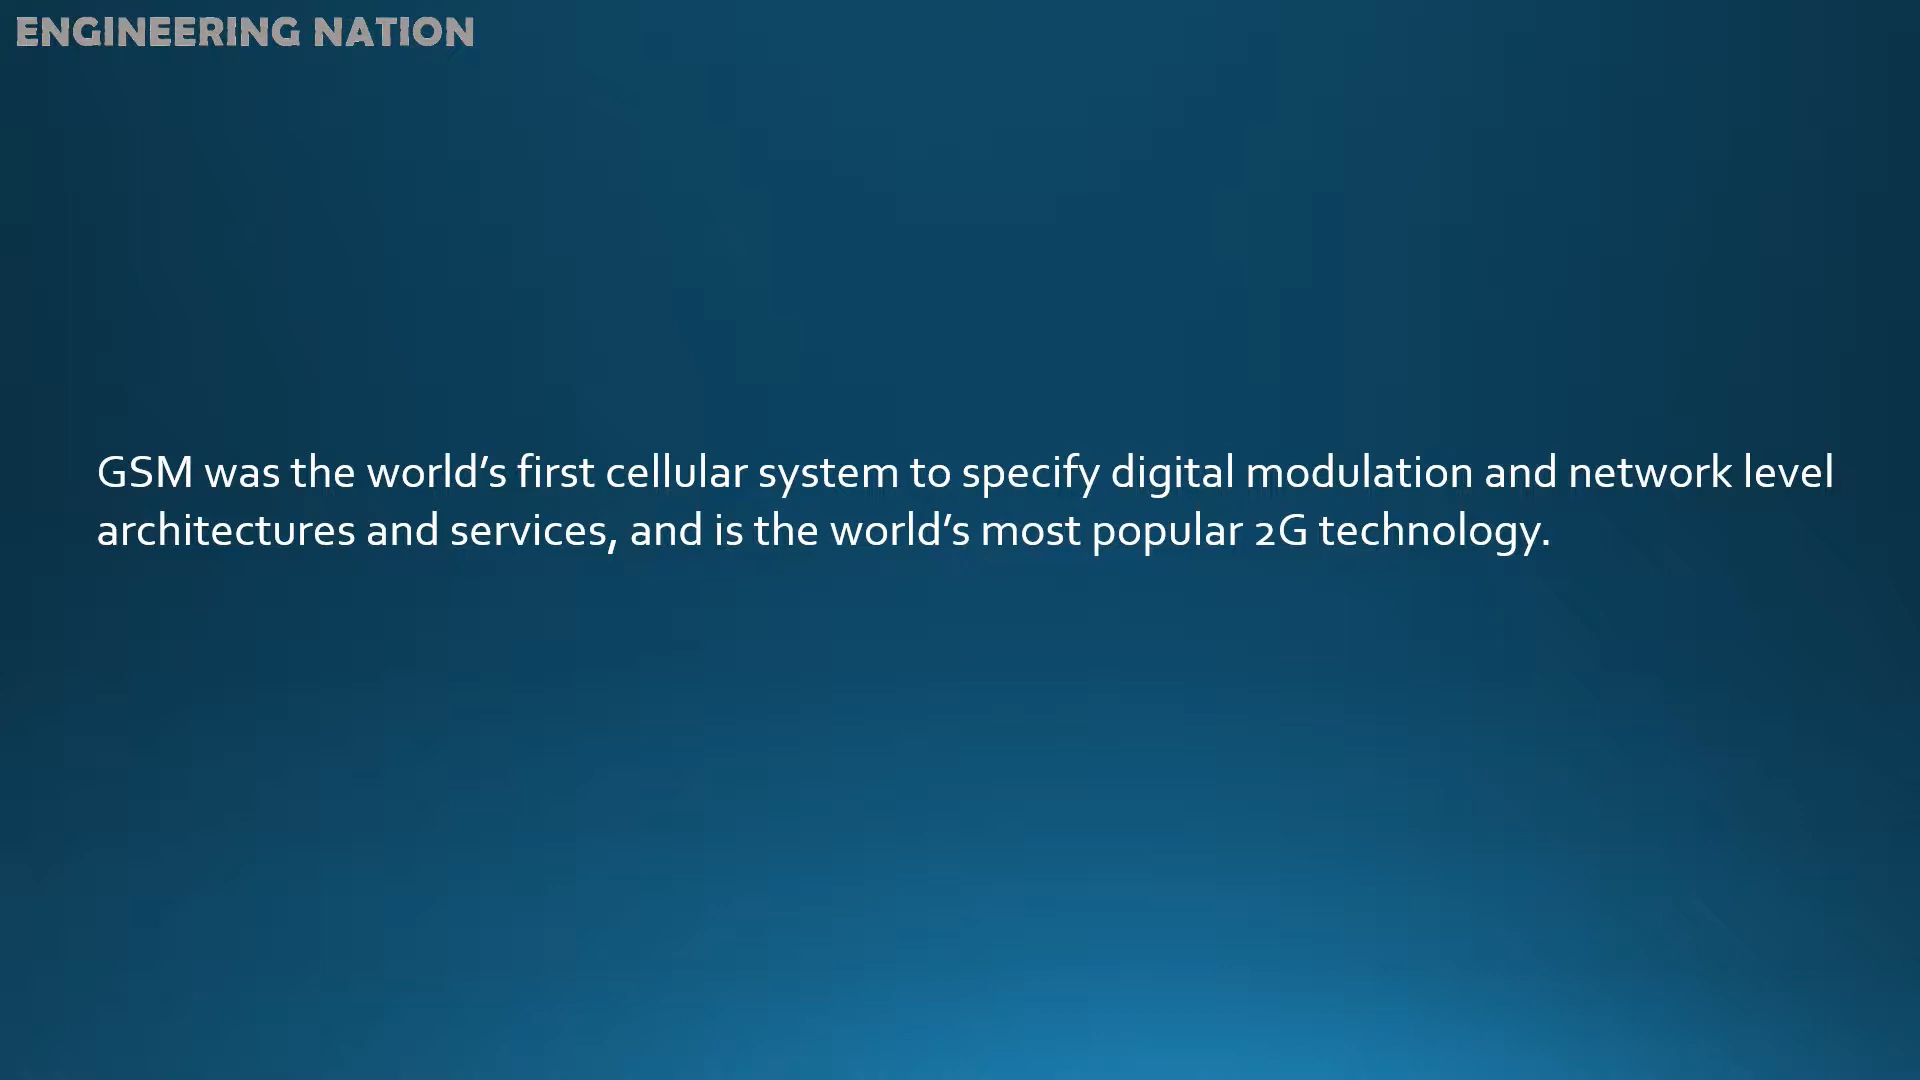 ENGINEERING NATION
GSM was the world’s first cellular system to specify digital modulation and network level
architectures and services, and is the world’s most popular 2G technology.